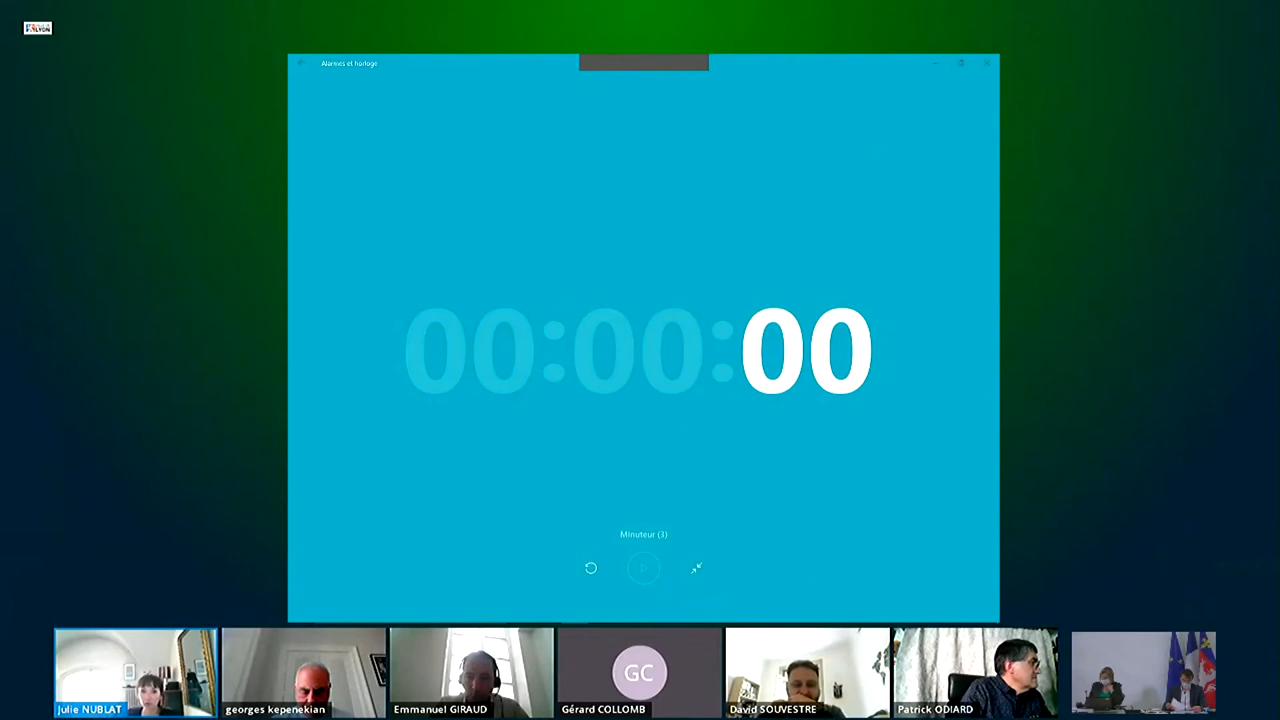 LYON
Alarmes et horloge
00:00:00
Minuteur (3)
GC
Julie NUBLAT
georges kepenekian
Emmanuel GIRAUD
Gérard COLLOMB
David SOUVESTRE
Patrick ODIARD